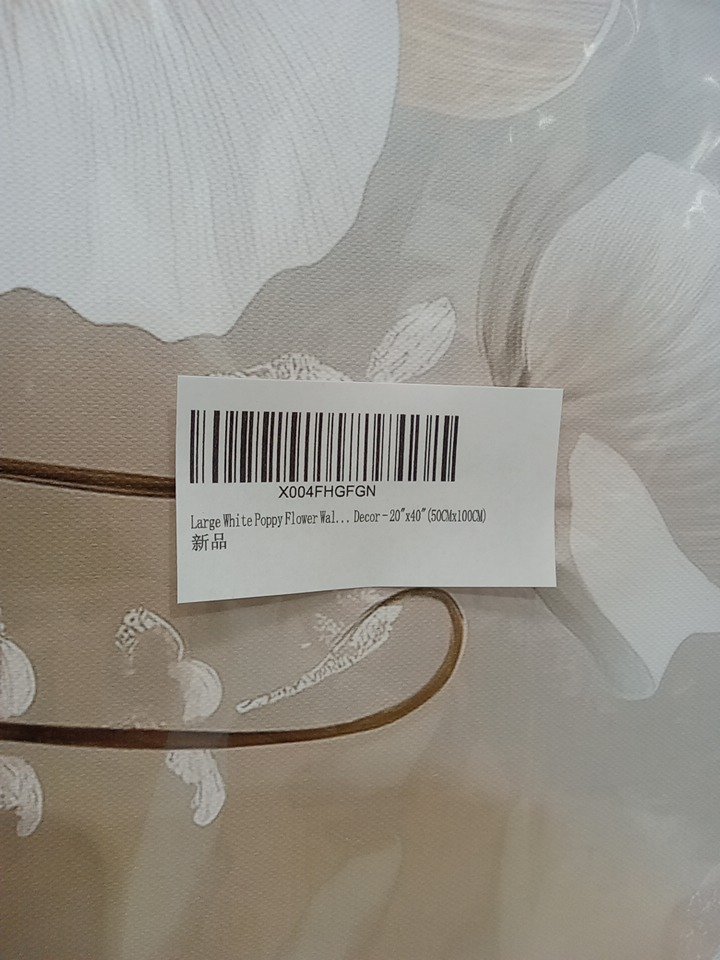 X004FHGFGN
Large White Poppy Flower Wal... Decor - 20"x40"(50CMx100CM)
新品